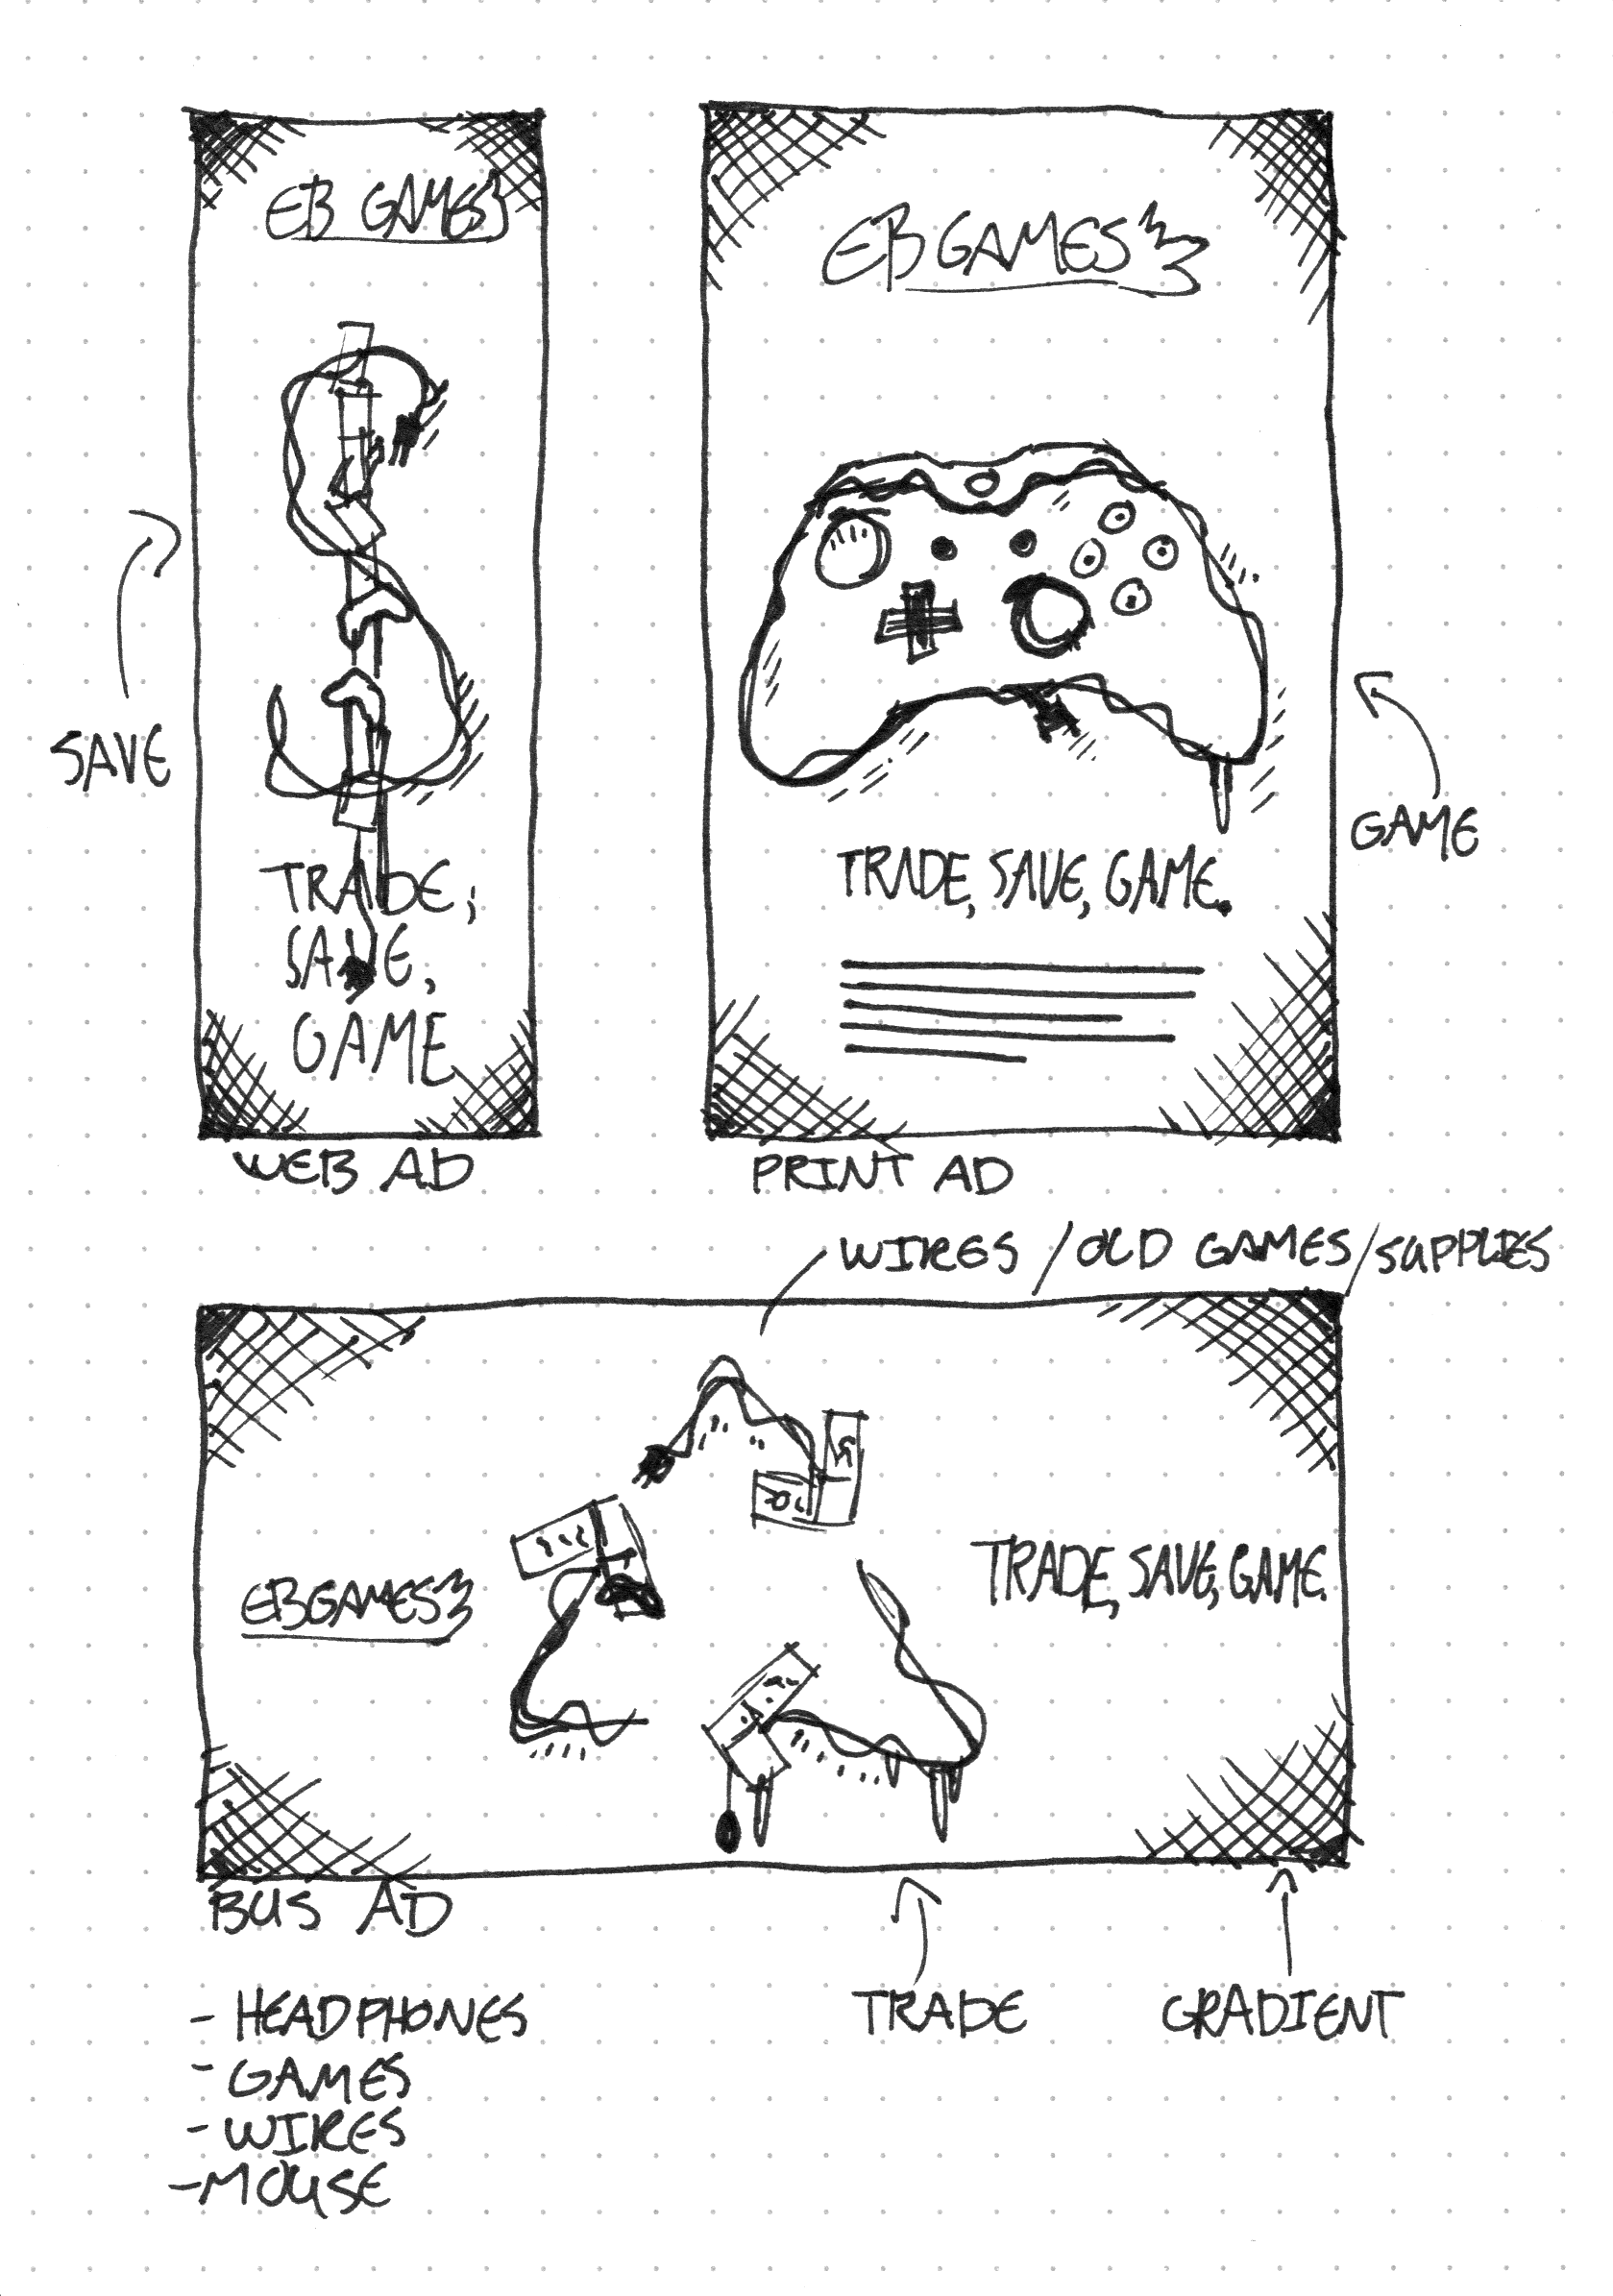 EB GAMES
SAVE
TRADE,
SAVE,
GAME
WEB AD
EB GAMES
TRADE, SAVE, GAME.
GAME
PRINT AD
WIRES / OLD GAMES / SUPPLIES
EBGAMES
TRADE, SAVE, GAME.
BUS AD
TRADE
GRADIENT
- HEADPHONES
- GAMES
- WIRES
- MOUSE